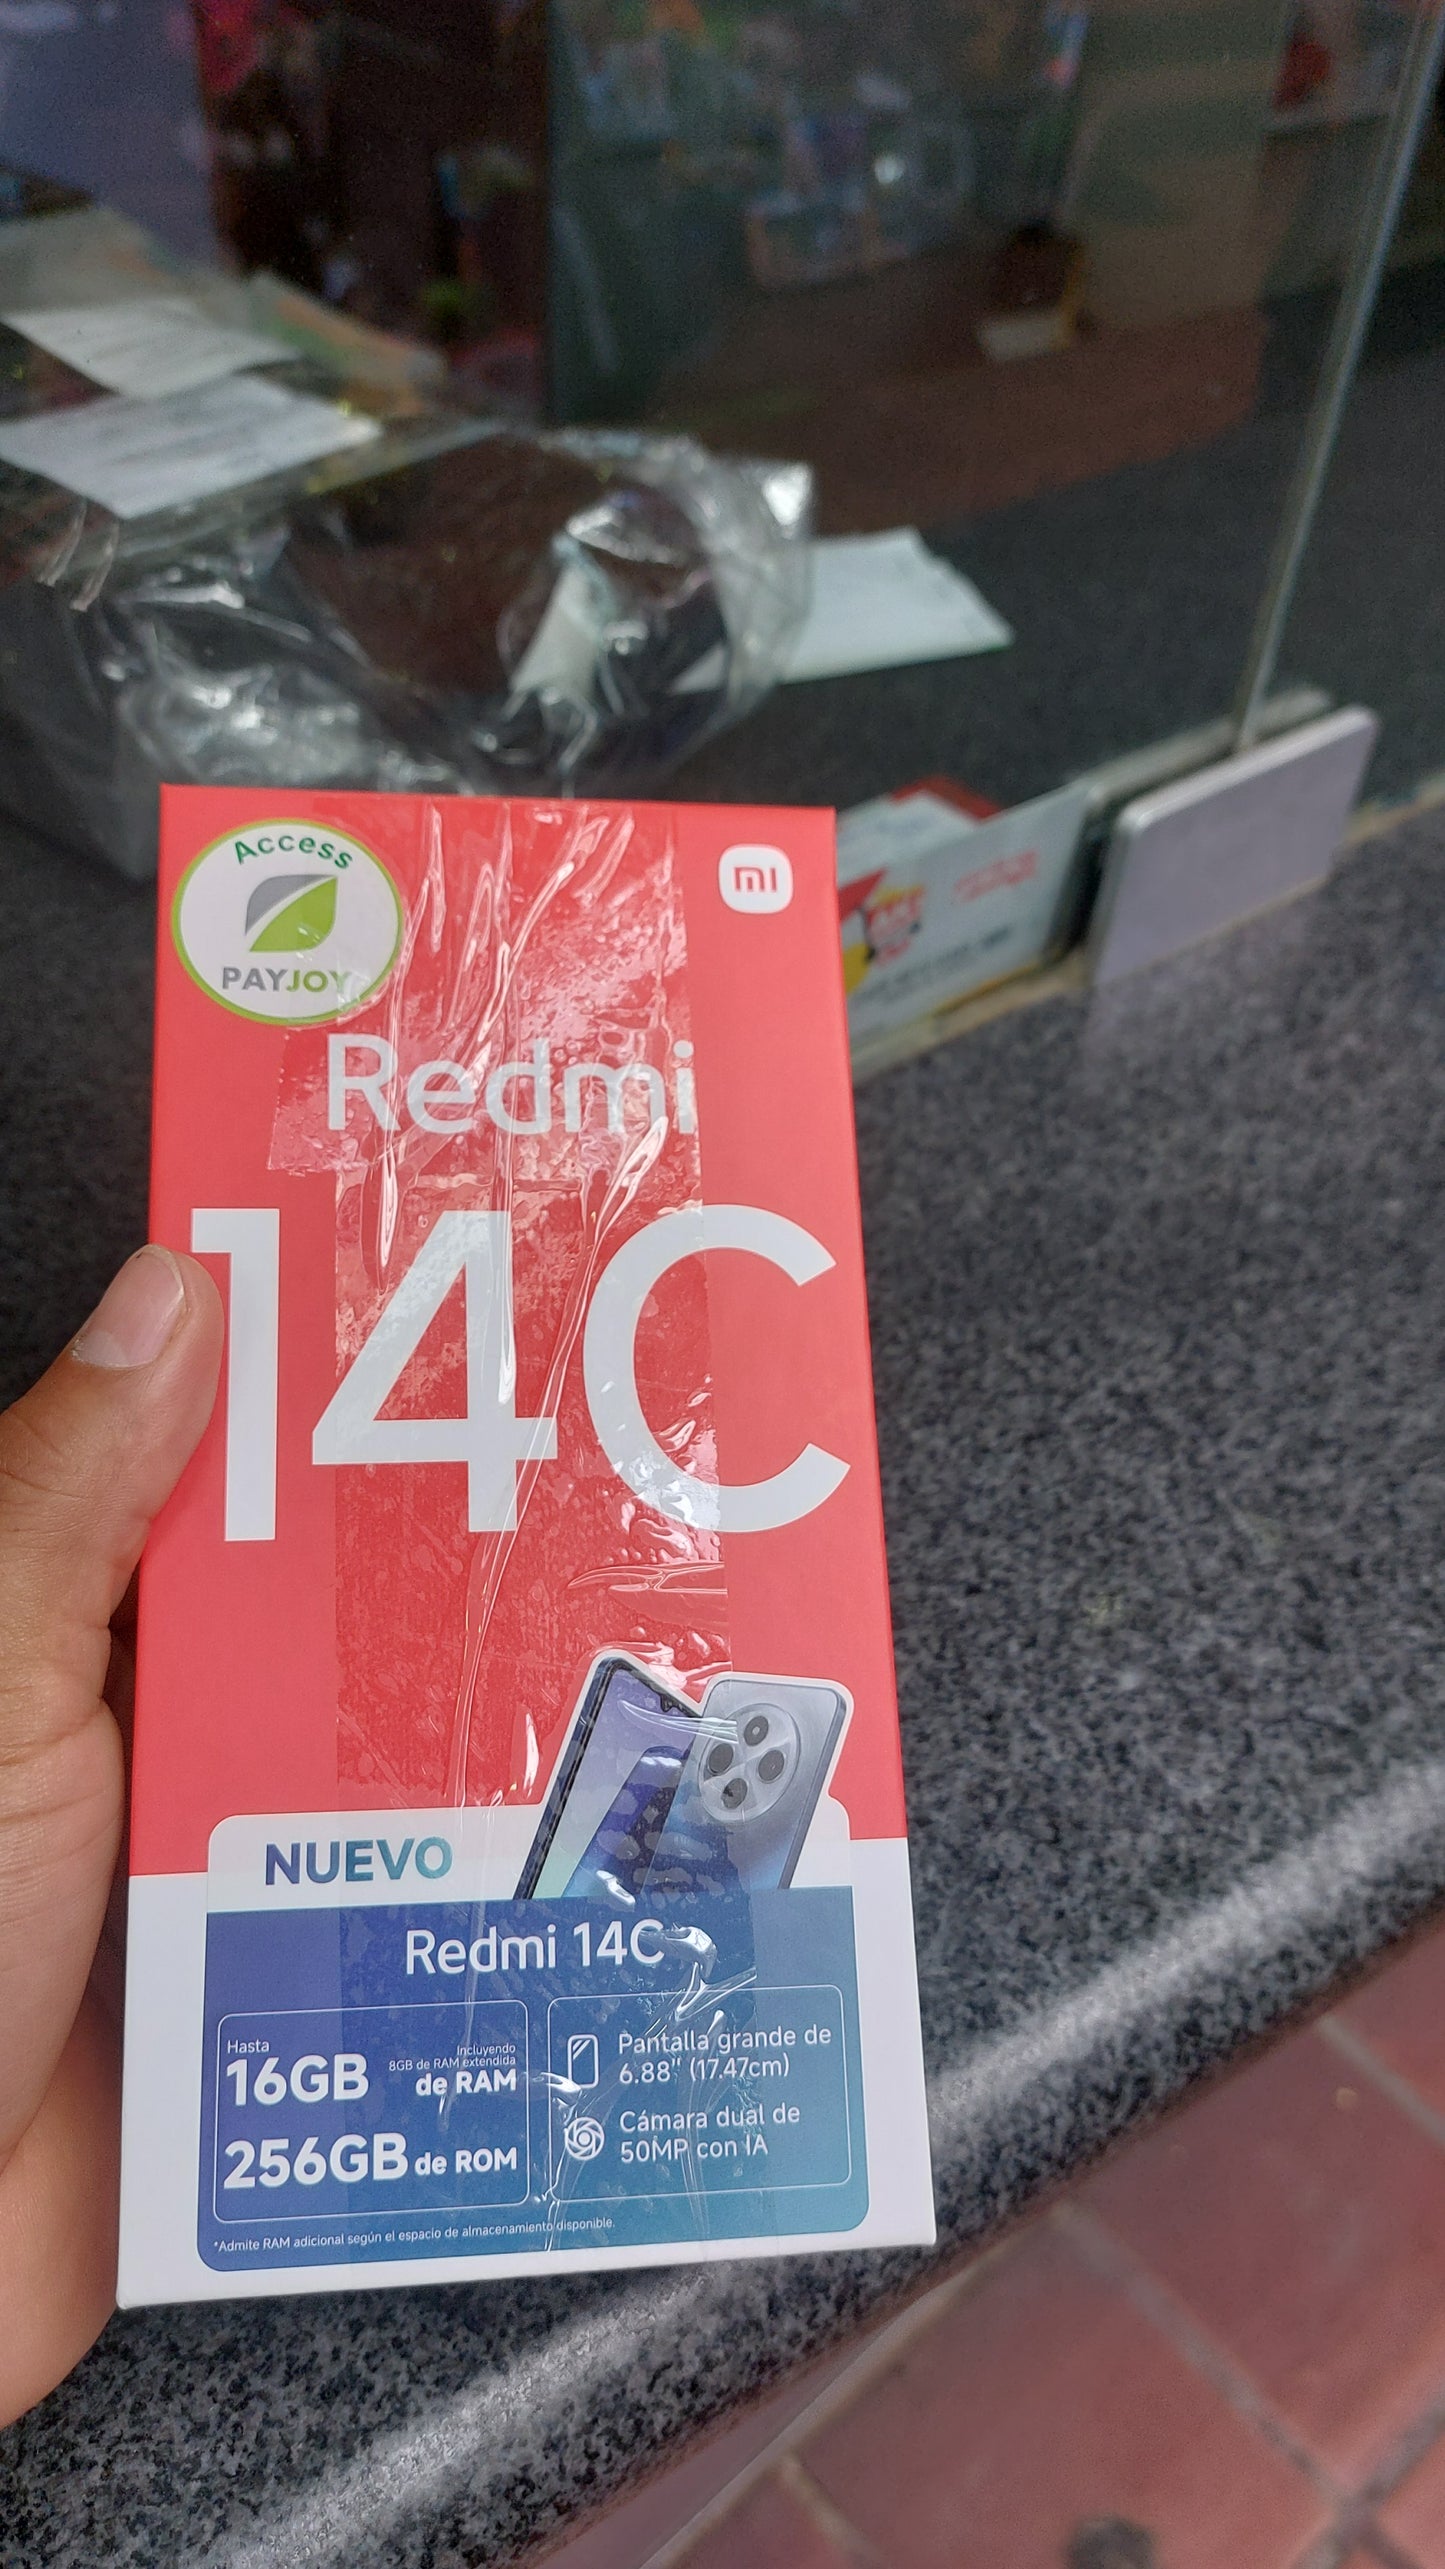 Access
PAYJOY
mi
Redmi
14C
NUEVO
Redmi 14C
Hasta
16GB
Incluyendo
8GB de RAM extendida
de RAM
256GB de ROM
Pantalla grande de
6.88" (17.47cm)
Cámara dual de
50MP con IA
*Admite RAM adicional según el espacio de almacenamiento disponible.